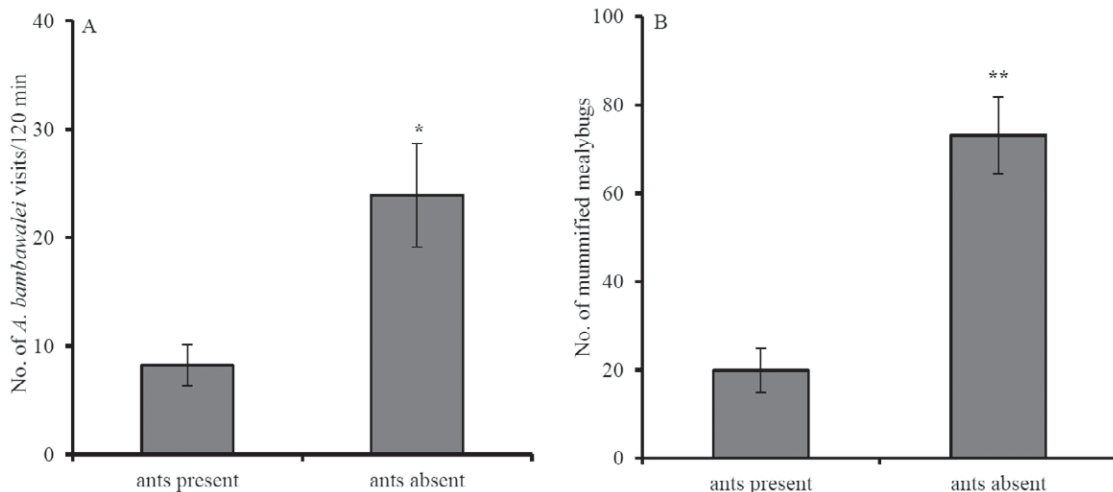 A
No. of A. bambawalei visits/120 min
40
30
20
10
0
*
ants present
ants absent
B
No. of mummified mealybugs
100
80
60
40
20
0
**
ants present
ants absent